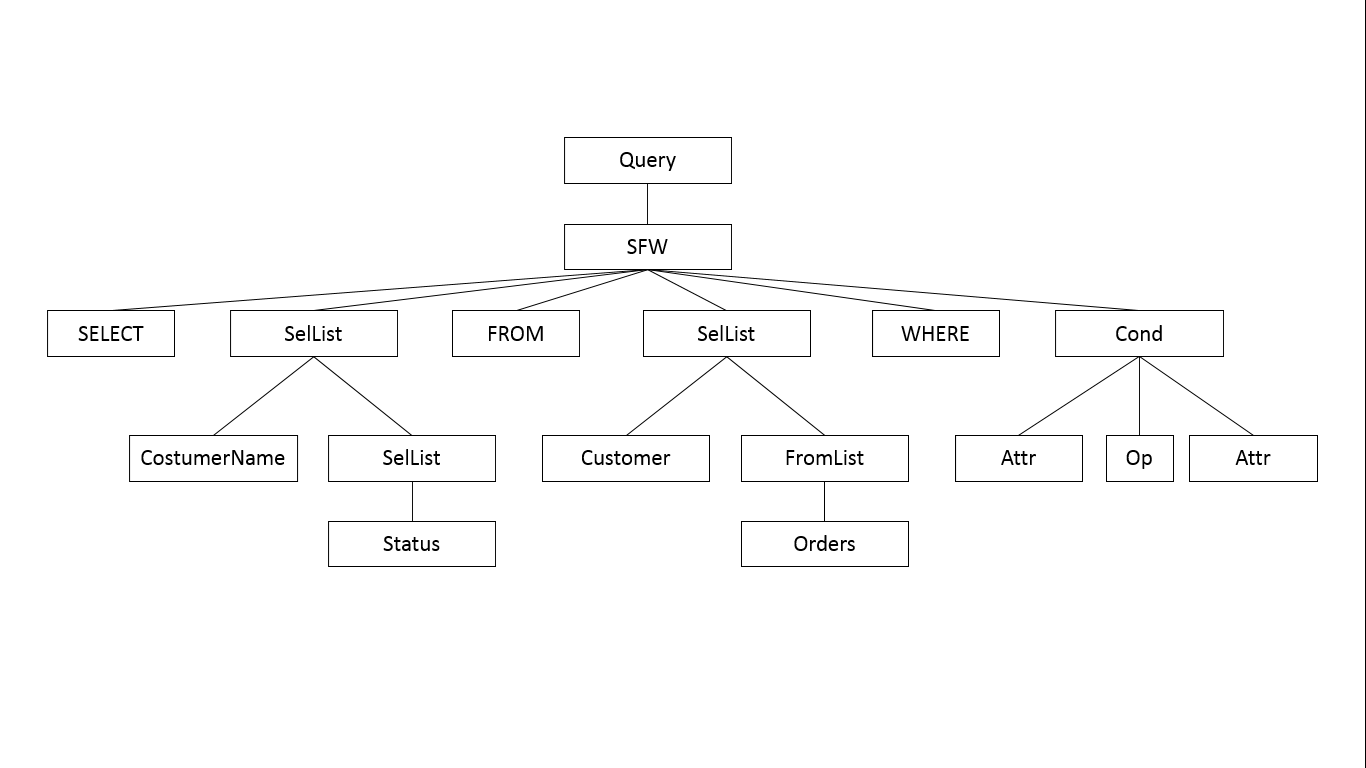 Query
SFW
SELECT
SelList
FROM
SelList
WHERE
Cond
CostumerName
SelList
Customer
FromList
Attr
Op
Attr
Status
Orders